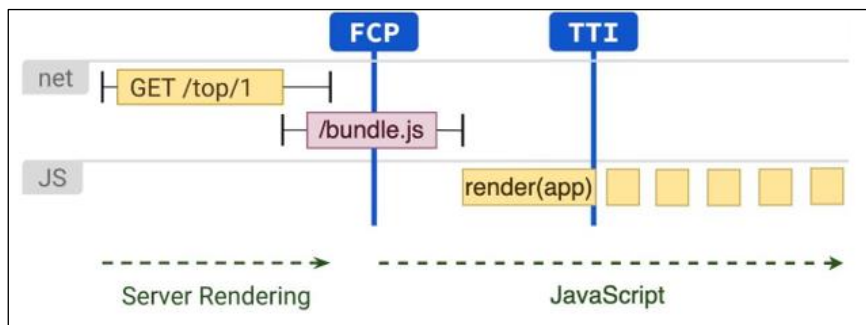 FCP
TTI
net
GET /top/1
/bundle.js
JS
render(app)
Server Rendering
JavaScript